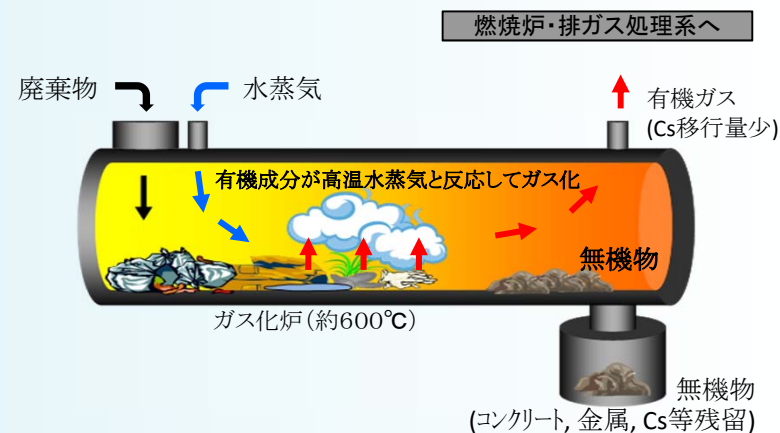 燃焼炉・排ガス処理系へ
廃棄物
水蒸気
有機ガス
(Cs移行量少)
有機成分が高温水蒸気と反応してガス化
無機物
ガス化炉(約600℃)
無機物
(コンクリート, 金属, Cs等残留)